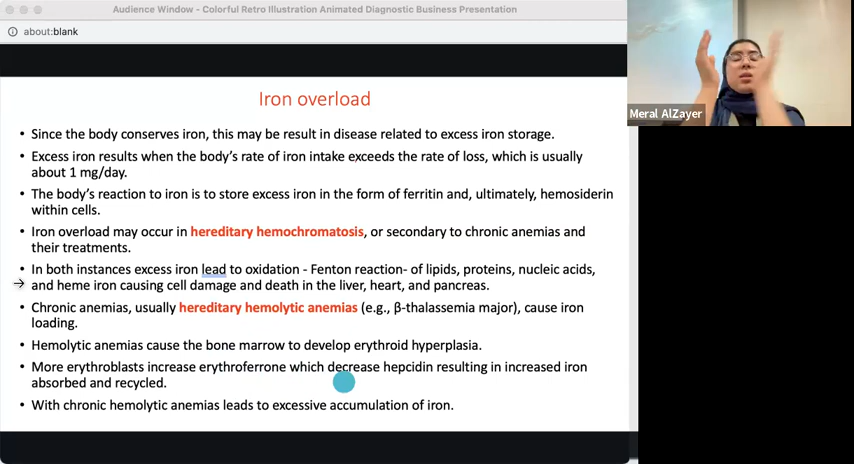 Audience Window - Colorful Retro Illustration Animated Diagnostic Business Presentation
about:blank
Meral AlZayer
Iron overload
• Since the body conserves iron, this may be result in disease related to excess iron storage.
• Excess iron results when the body's rate of iron intake exceeds the rate of loss, which is usually
about 1 mg/day.
• The body's reaction to iron is to store excess iron in the form of ferritin and, ultimately, hemosiderin
within cells.
• Iron overload may occur in hereditary hemochromatosis, or secondary to chronic anemias and
their treatments.
• In both instances excess iron lead to oxidation - Fenton reaction- of lipids, proteins, nucleic acids,
and heme iron causing cell damage and death in the liver, heart, and pancreas.
• Chronic anemias, usually hereditary hemolytic anemias (e.g., β-thalassemia major), cause iron
loading.
• Hemolytic anemias cause the bone marrow to develop erythroid hyperplasia.
• More erythroblasts increase erythroferrone which decrease hepcidin resulting in increased iron
absorbed and recycled.
• With chronic hemolytic anemias leads to excessive accumulation of iron.